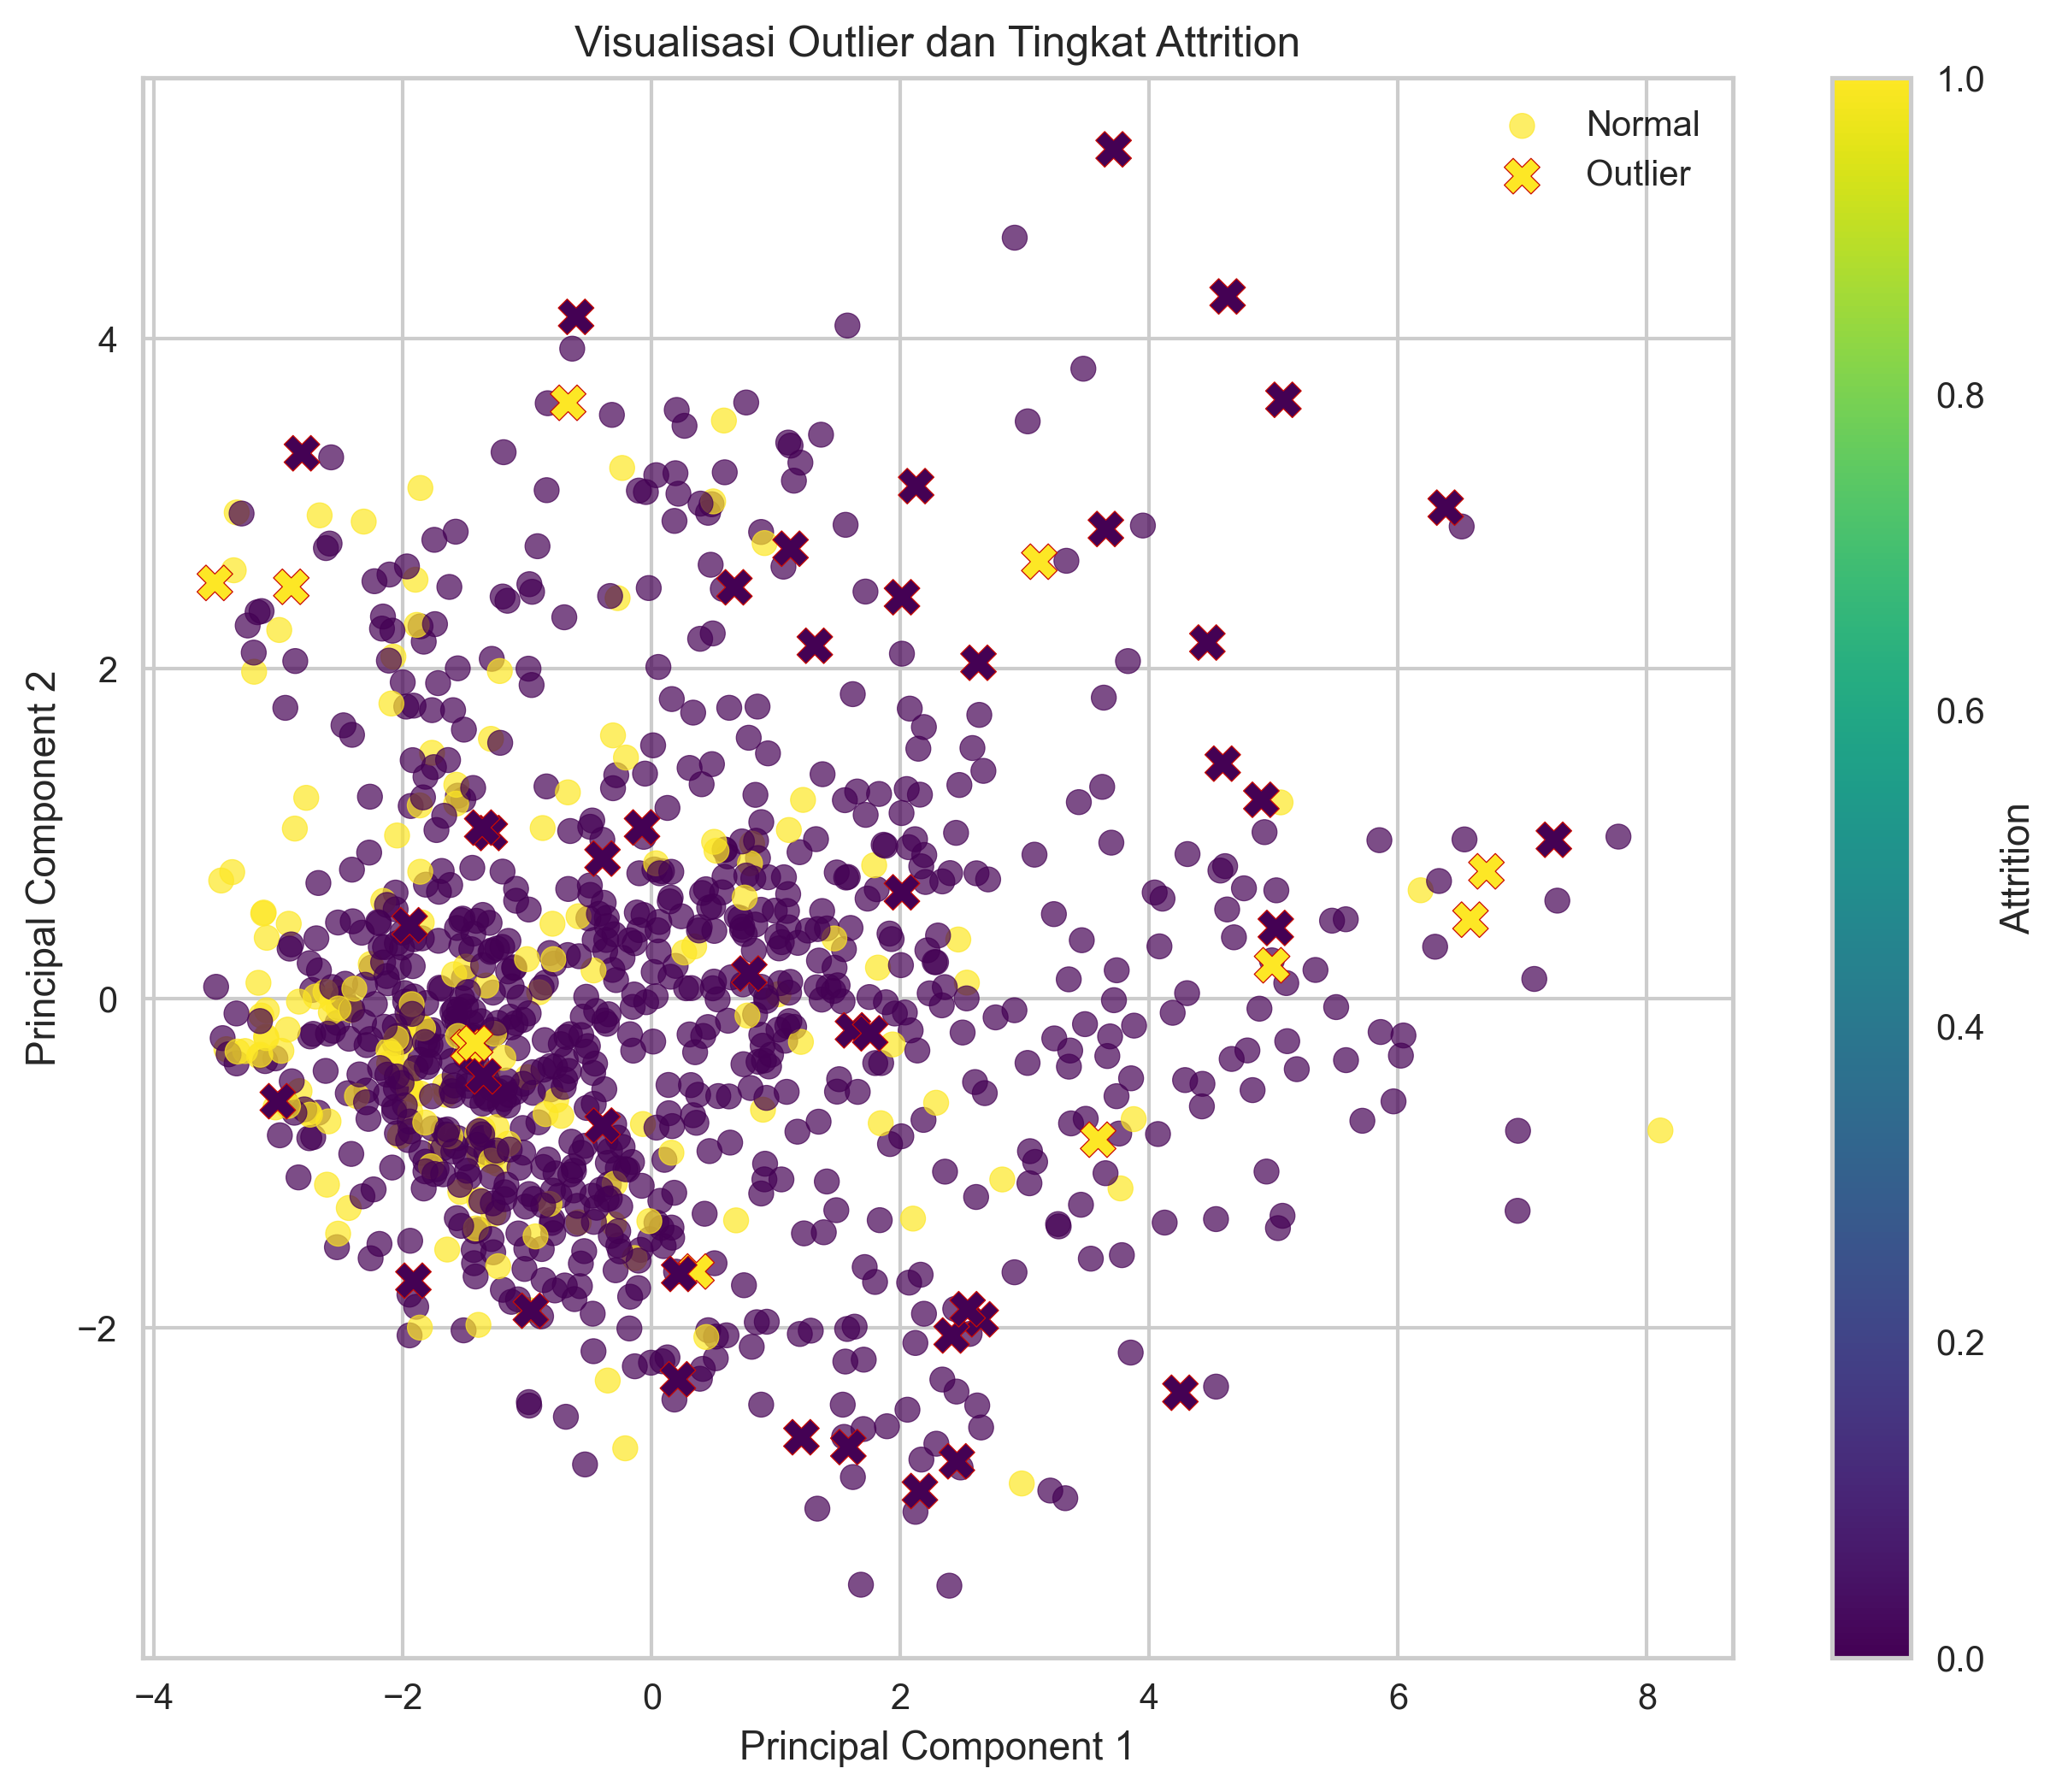 Visualisasi Outlier dan Tingkat Attrition
Normal
Outlier
1.0
0.8
0.6
0.4
0.2
0.0
Attrition
4
2
0
−2
Principal Component 2
−4
−2
0
2
4
6
8
Principal Component 1